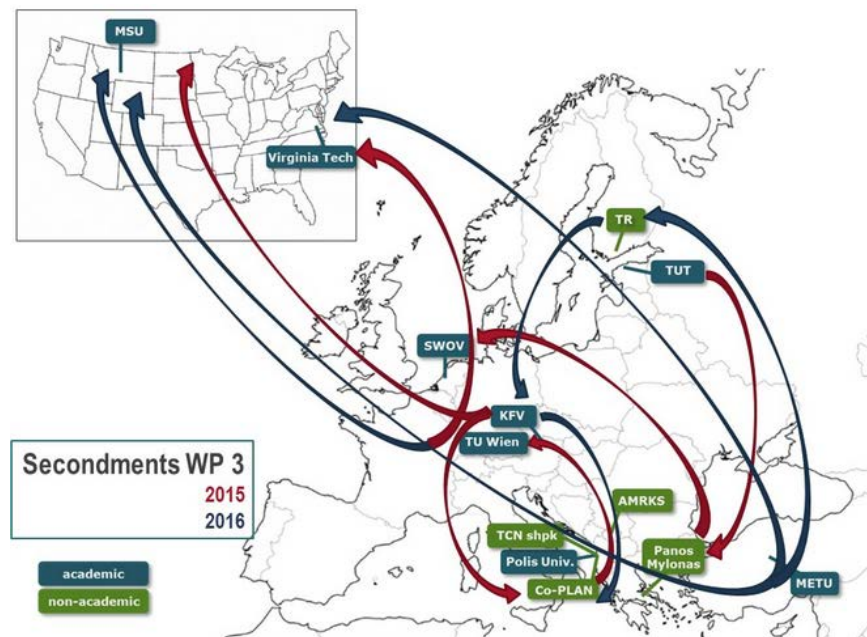 MSU
Virginia Tech
TR
TUT
SWOV
KFV
TU Wien
Secondments WP 3
2015
2016
AMRKS
TCN shpk
Polis Univ.
Panos
Mylonas
Co-PLAN
METU
academic
non-academic